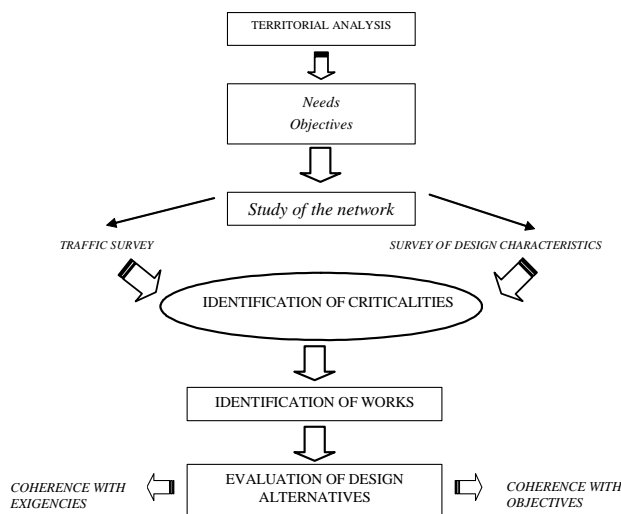 TERRITORIAL ANALYSIS
Needs
Objectives
Study of the network
TRAFFIC SURVEY
SURVEY OF DESIGN CHARACTERISTICS
IDENTIFICATION OF CRITICALITIES
IDENTIFICATION OF WORKS
EVALUATION OF DESIGN
ALTERNATIVES
COHERENCE WITH
EXIGENCIES
COHERENCE WITH
OBJECTIVES